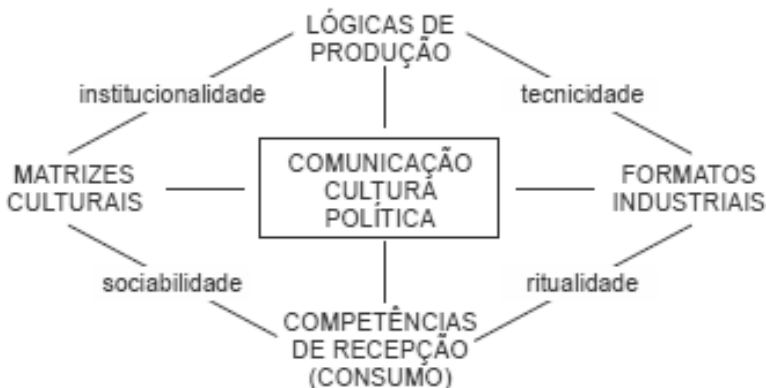 LÓGICAS DE
PRODUÇÃO
institucionalidade
tecnicidade
MATRIZES
CULTURAIS
COMUNICAÇÃO
CULTURA
POLÍTICA
FORMATOS
INDUSTRIAIS
sociabilidade
ritualidade
COMPETÊNCIAS
DE RECEPÇÃO
(CONSUMO)